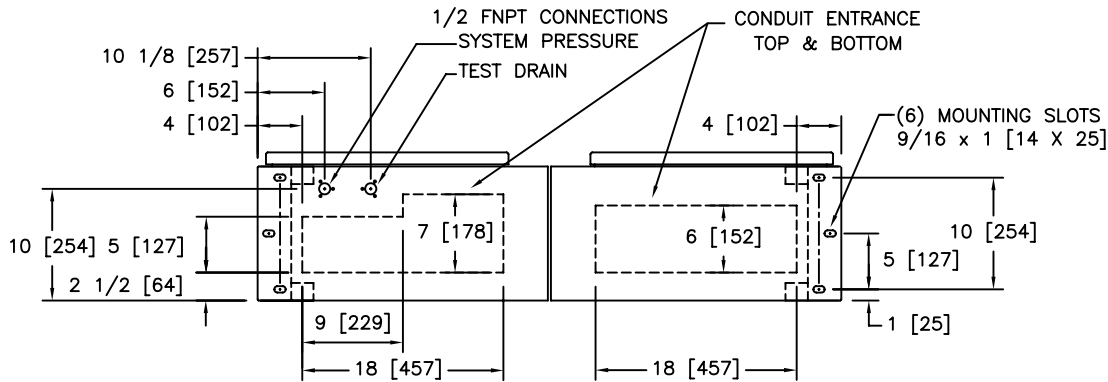 1/2 FNPT CONNECTIONS
SYSTEM PRESSURE
TEST DRAIN
CONDUIT ENTRANCE
TOP & BOTTOM
10 1/8 [257]
6 [152]
4 [102]
4 [102]
(6) MOUNTING SLOTS
9/16 x 1 [14 X 25]
10 [254]
5 [127]
2 1/2 [64]
7 [178]
9 [229]
18 [457]
6 [152]
18 [457]
10 [254]
5 [127]
1 [25]